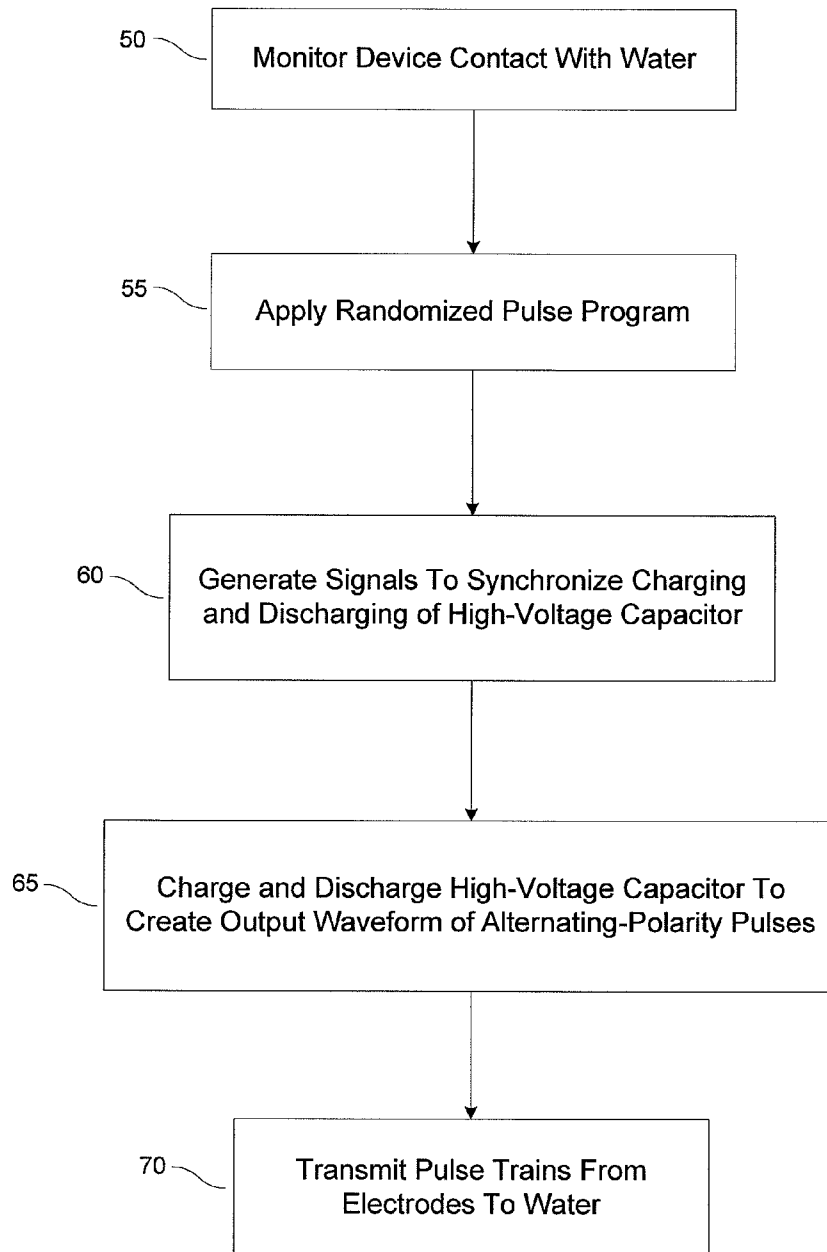 50
Monitor Device Contact With Water
55
Apply Randomized Pulse Program
60
Generate Signals To Synchronize Charging
and Discharging of High-Voltage Capacitor
65
Charge and Discharge High-Voltage Capacitor To
Create Output Waveform of Alternating-Polarity Pulses
70
Transmit Pulse Trains From
Electrodes To Water